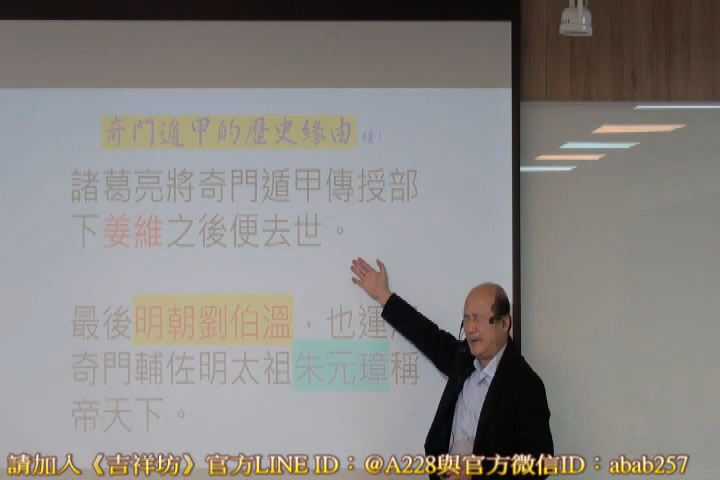 奇門遁甲的歷史緣由
諸葛亮將奇門遁甲傳授部
下姜維之後便去世。
最後明朝劉伯溫，也運
奇門輔佐明太祖朱元璋稱
帝天下。
請加入《吉祥坊》官方LINE ID：@A228與官方微信ID：abab257